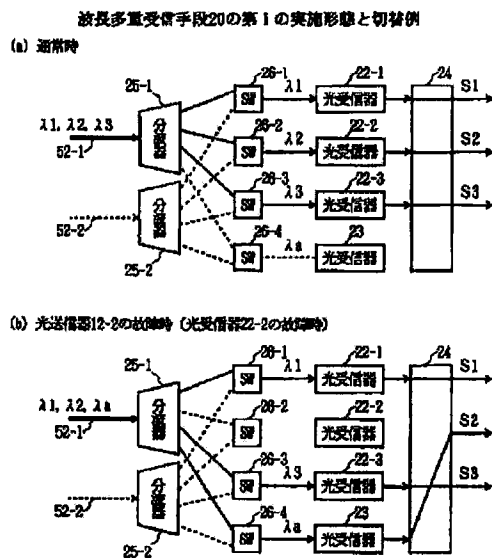 波長多重受信手段20の第1の実施形態と切替例
(a) 通常時
25-1
26-1
22-1
24
S1
SW
λ1
光受信器
λ1, λ2, λ3
52-1
分波器
26-2
22-2
S2
SW
λ2
光受信器
26-3
22-3
S3
SW
λ3
光受信器
52-2
分波器
26-4
23
SW
λa
光受信器
25-2
(b) 光送信器12-2の故障時 (光受信器22-2の故障時)
25-1
26-1
22-1
24
S1
SW
λ1
光受信器
λ1, λ2, λa
52-1
分波器
26-2
22-2
S2
SW
光受信器
26-3
22-3
S3
SW
λ3
光受信器
52-2
分波器
26-4
23
SW
λa
光受信器
25-2